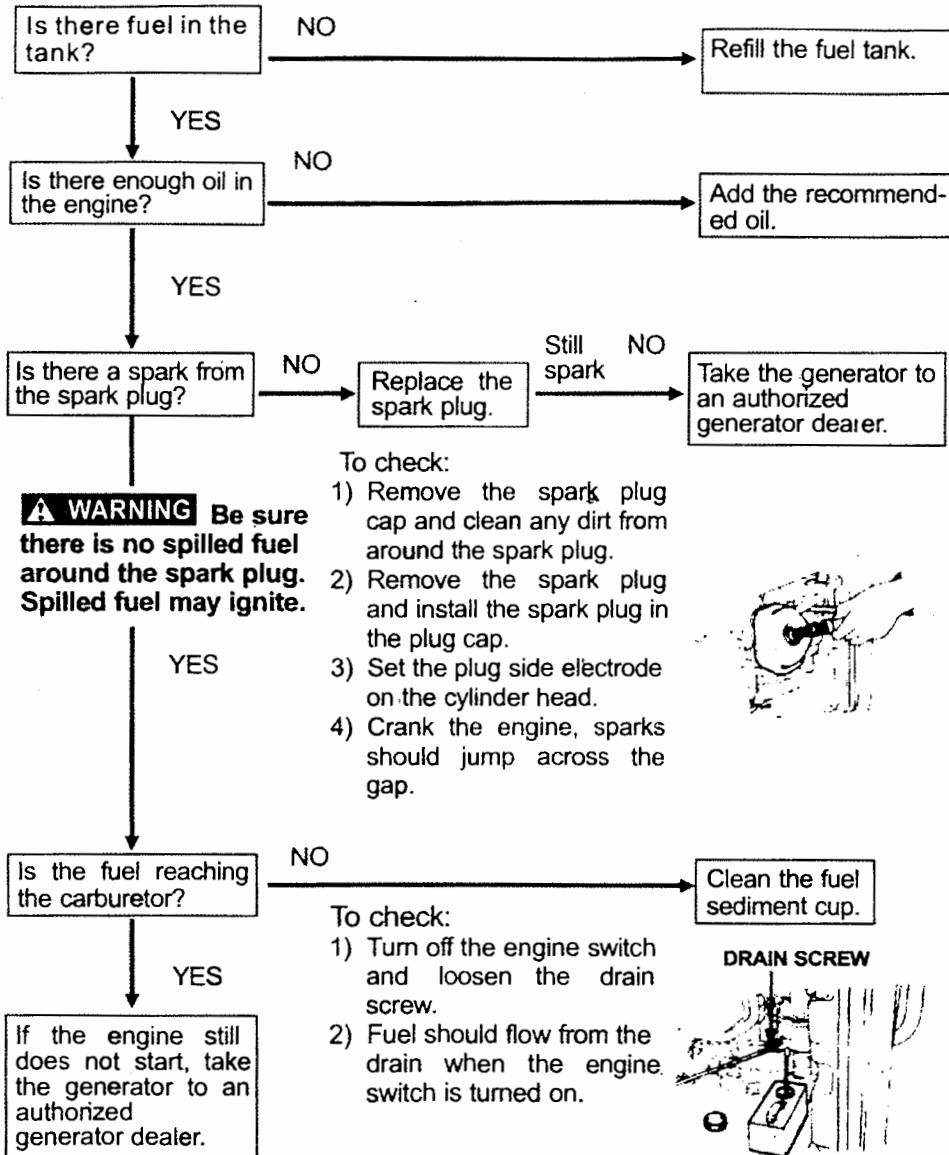 Is there fuel in the
tank?
NO
Refill the fuel tank.
YES
Is there enough oil in
the engine?
NO
Add the recommend-
ed oil.
YES
Is there a spark from
the spark plug?
NO
Replace the
spark plug.
Still NO
spark
Take the generator to
an authorized
generator dealer.
WARNING Be sure
there is no spilled fuel
around the spark plug.
Spilled fuel may ignite.
To check:
1) Remove the spark plug
cap and clean any dirt from
around the spark plug.
2) Remove the spark plug
and install the spark plug in
the plug cap.
3) Set the plug side electrode
on the cylinder head.
4) Crank the engine, sparks
should jump across the
gap.
YES
Is the fuel reaching
the carburetor?
NO
Clean the fuel
sediment cup.
To check:
1) Turn off the engine switch
and loosen the drain
screw.
2) Fuel should flow from the
drain when the engine
switch is turned on.
DRAIN SCREW
YES
If the engine still
does not start, take
the generator to an
authorized
generator dealer.